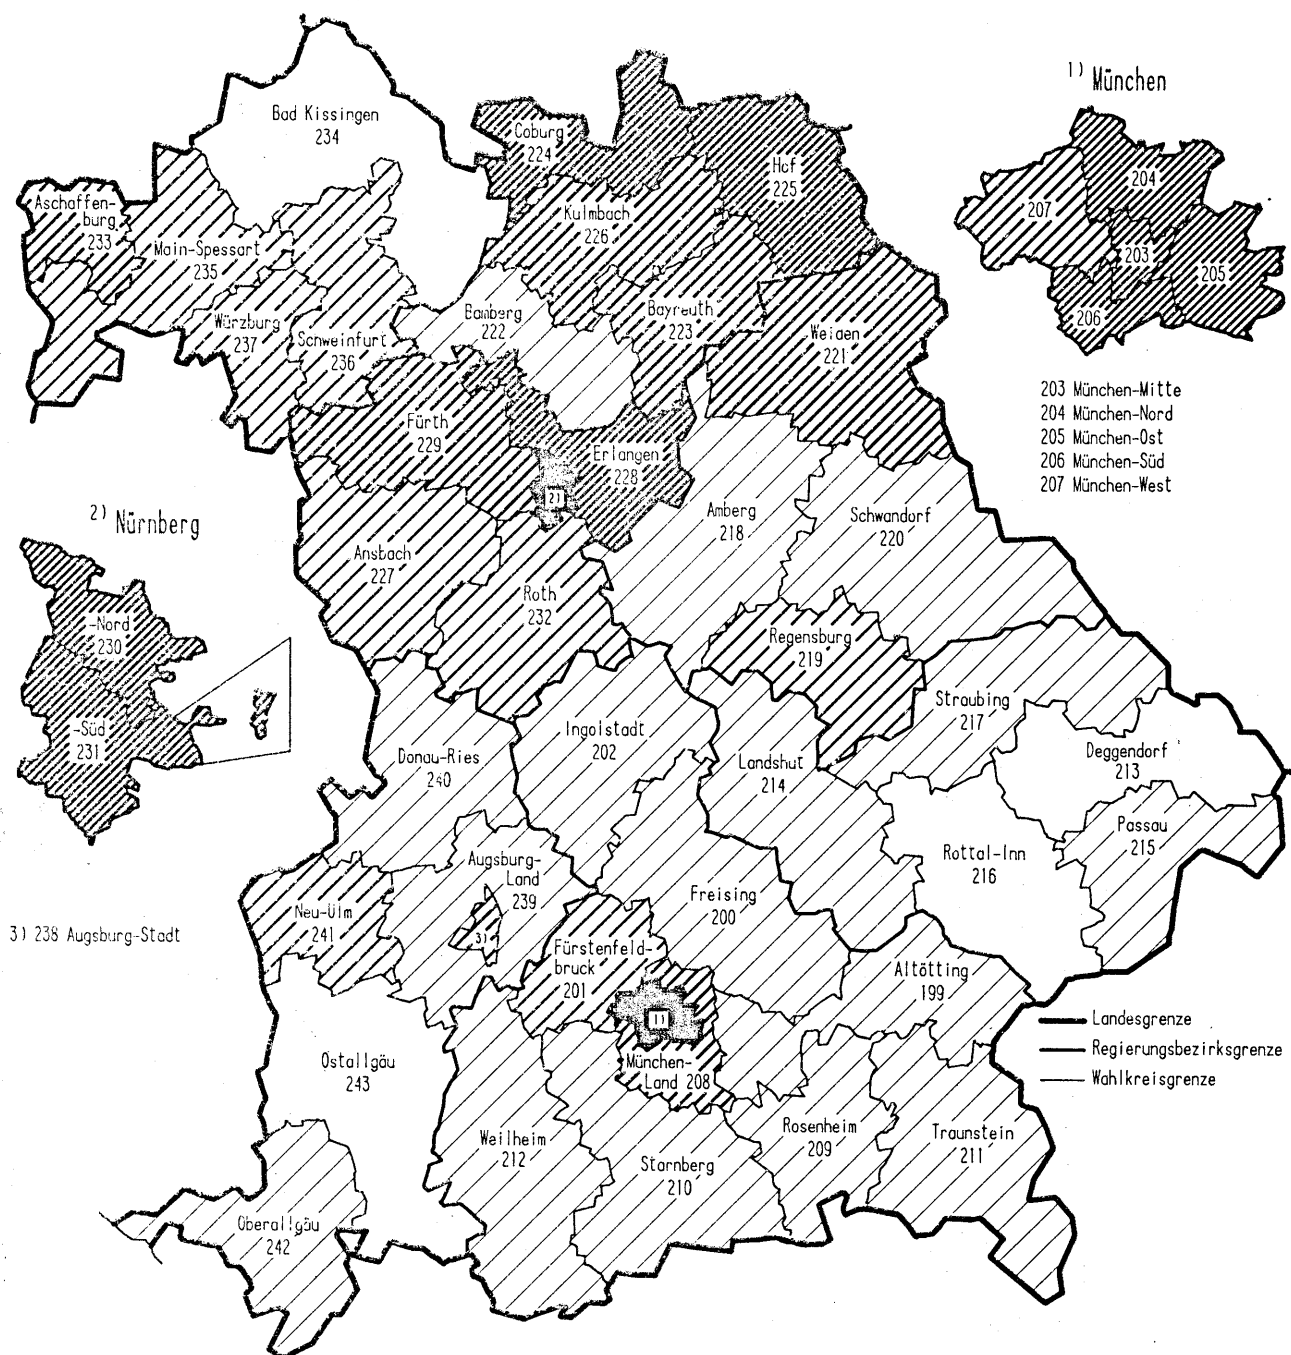 1) München
Bad Kissingen
234
Coburg
224
Hof
225
204
Aschaffen-
burg
233
Kulmbach
226
207
Main-Spessart
235
203
205
Bamberg
222
Bayreuth
223
206
Würzburg
237
Schweinfurt
236
Weiden
221
203 München-Mitte
204 München-Nord
205 München-Ost
206 München-Süd
207 München-West
Fürth
229
Erlangen
228
2)
2) Nürnberg
Amberg
218
Schwandorf
220
Ansbach
227
Roth
232
-Nord
230
Regensburg
219
-Süd
231
Straubing
217
Ingolstadt
202
Donau-Ries
240
Landshut
214
Deggendorf
213
Passau
215
Augsburg-
Land
239
Rottal-Inn
216
Freising
200
Neu-Ulm
241
3) 238 Augsburg-Stadt
3)
Fürstenfeld-
bruck
201
Altötting
199
1)
Landesgrenze
Regierungsbezirksgrenze
Wahlkreisgrenze
Ostallgäu
243
München-
Land 208
Rosenheim
209
Traunstein
211
Weilheim
212
Starnberg
210
Oberallgäu
242